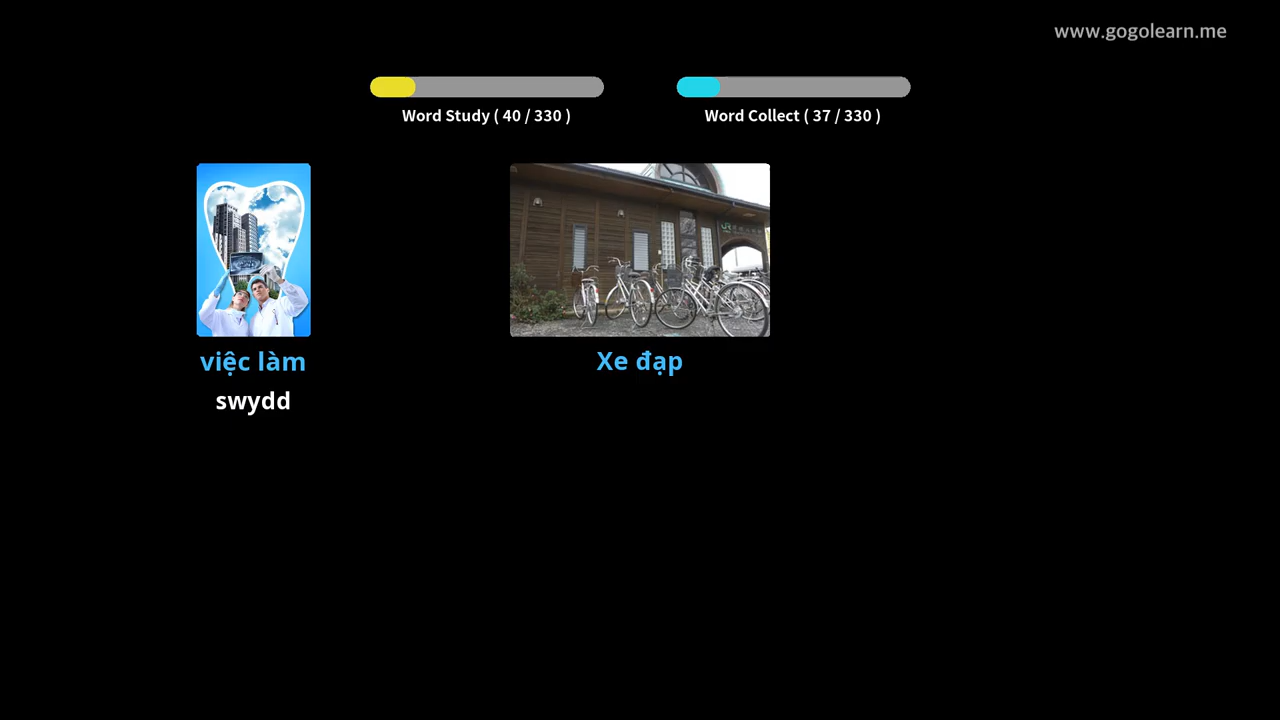 www.gogolearn.me
Word Study ( 40 / 330 )
Word Collect ( 37 / 330 )
việc làm
swydd
Xe đạp